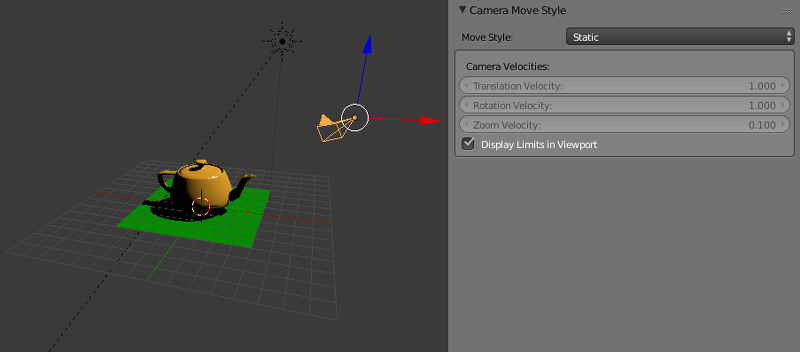 Camera Move Style
Move Style: Static
Camera Velocities:
Translation Velocity: 1.000
Rotation Velocity: 1.000
Zoom Velocity: 0.100
Display Limits in Viewport